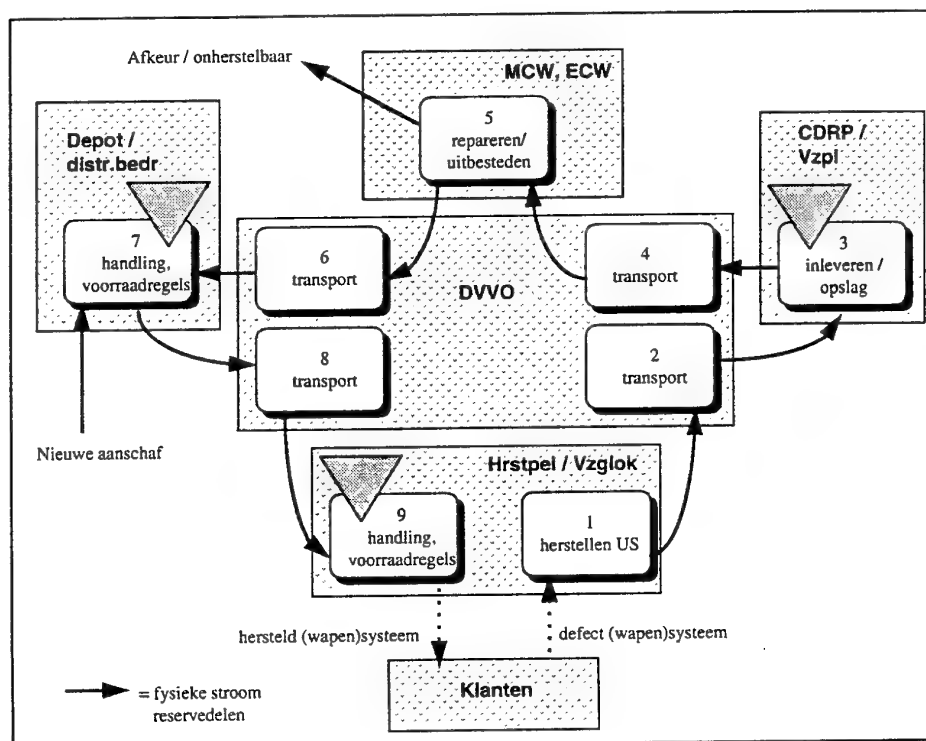 Afkeur / onherstelbaar
MCW, ECW
5
repareren/
uitbesteden
Depot /
distr.bedr
7
handling,
voorraadregels
CDRP /
Vzpl
3
inleveren /
opslag
6
transport
4
transport
DVVO
8
transport
2
transport
Nieuwe aanschaf
Hrstpel / Vzglok
9
handling,
voorraadregels
1
herstellen US
hersteld (wapen)systeem
defect (wapen)systeem
Klanten
= fysieke stroom
reservedelen